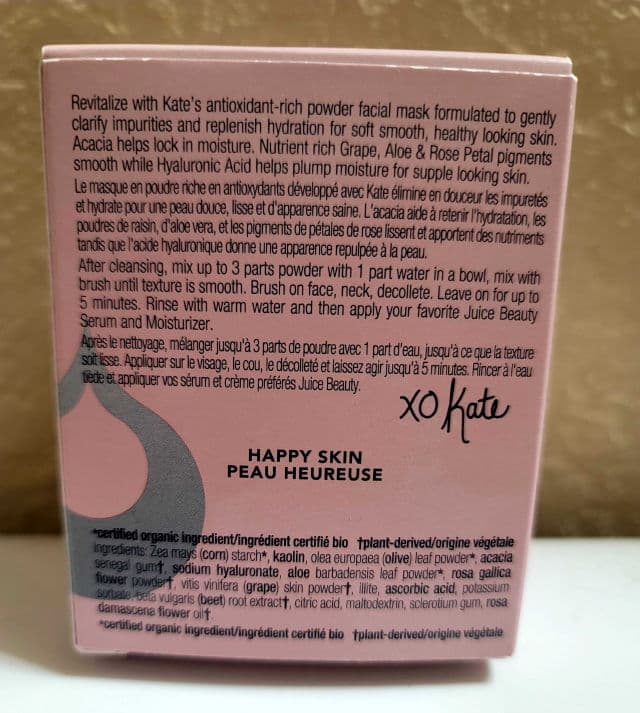 Revitalize with Kate's antioxidant-rich powder facial mask formulated to gently
clarify impurities and replenish hydration for soft smooth, healthy looking skin.
Acacia helps lock in moisture. Nutrient rich Grape, Aloe & Rose Petal pigments
smooth while Hyaluronic Acid helps plump moisture for supple looking skin.
Le masque en poudre riche en antioxydants développé avec Kate élimine en douceur les impuretés
et hydrate pour une peau douce, lisse et d'apparence saine. L'acacia aide à retenir l'hydratation, les
poudres de raisin, d'aloe vera, et les pigments de pétales de rose lissent et apportent des nutriments
tandis que l'acide hyaluronique donne une apparence repulpée à la peau.
After cleansing, mix up to 3 parts powder with 1 part water in a bowl, mix with
brush until texture is smooth. Brush on face, neck, decollete. Leave on for up to
5 minutes. Rinse with warm water and then apply your favorite Juice Beauty
Serum and Moisturizer.
Après le nettoyage, mélanger jusqu'à 3 parts de poudre avec 1 part d'eau, jusqu'à ce que la texture
soit lisse. Appliquer sur le visage, le cou, le décolleté et laissez agir jusqu'à 5 minutes. Rincer à l'eau
tiède et appliquer vos sérum et crème préférés Juice Beauty.
XO Kate
HAPPY SKIN
PEAU HEUREUSE
*certified organic ingredient/ingrédient certifié bio †plant-derived/origine végétale
Ingredients: Zea mays (corn) starch*, kaolin, olea europaea (olive) leaf powder*, acacia
senegal gum†, sodium hyaluronate, aloe barbadensis leaf powder*, rosa gallica
flower powder†, vitis vinifera (grape) skin powder†, illite, ascorbic acid, potassium
sorbate, beta vulgaris (beet) root extract†, citric acid, maltodextrin, sclerotium gum, rosa
damascena flower oil†.
*certified organic ingredient/ingrédient certifié bio †plant-derived/origine végétale